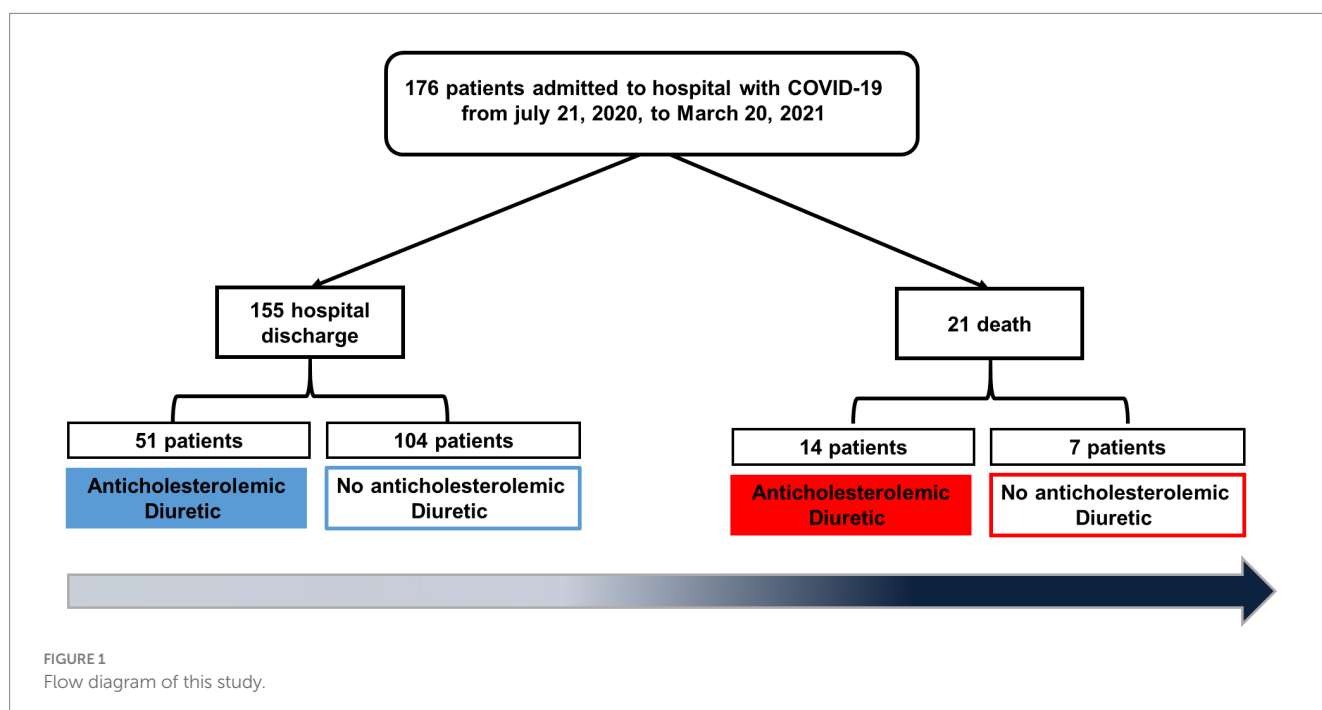 176 patients admitted to hospital with COVID-19
from july 21, 2020, to March 20, 2021
155 hospital
discharge
21 death
51 patients
104 patients
14 patients
7 patients
Anticholesterolemic
Diuretic
No anticholesterolemic
Diuretic
Anticholesterolemic
Diuretic
No anticholesterolemic
Diuretic
FIGURE 1
Flow diagram of this study.